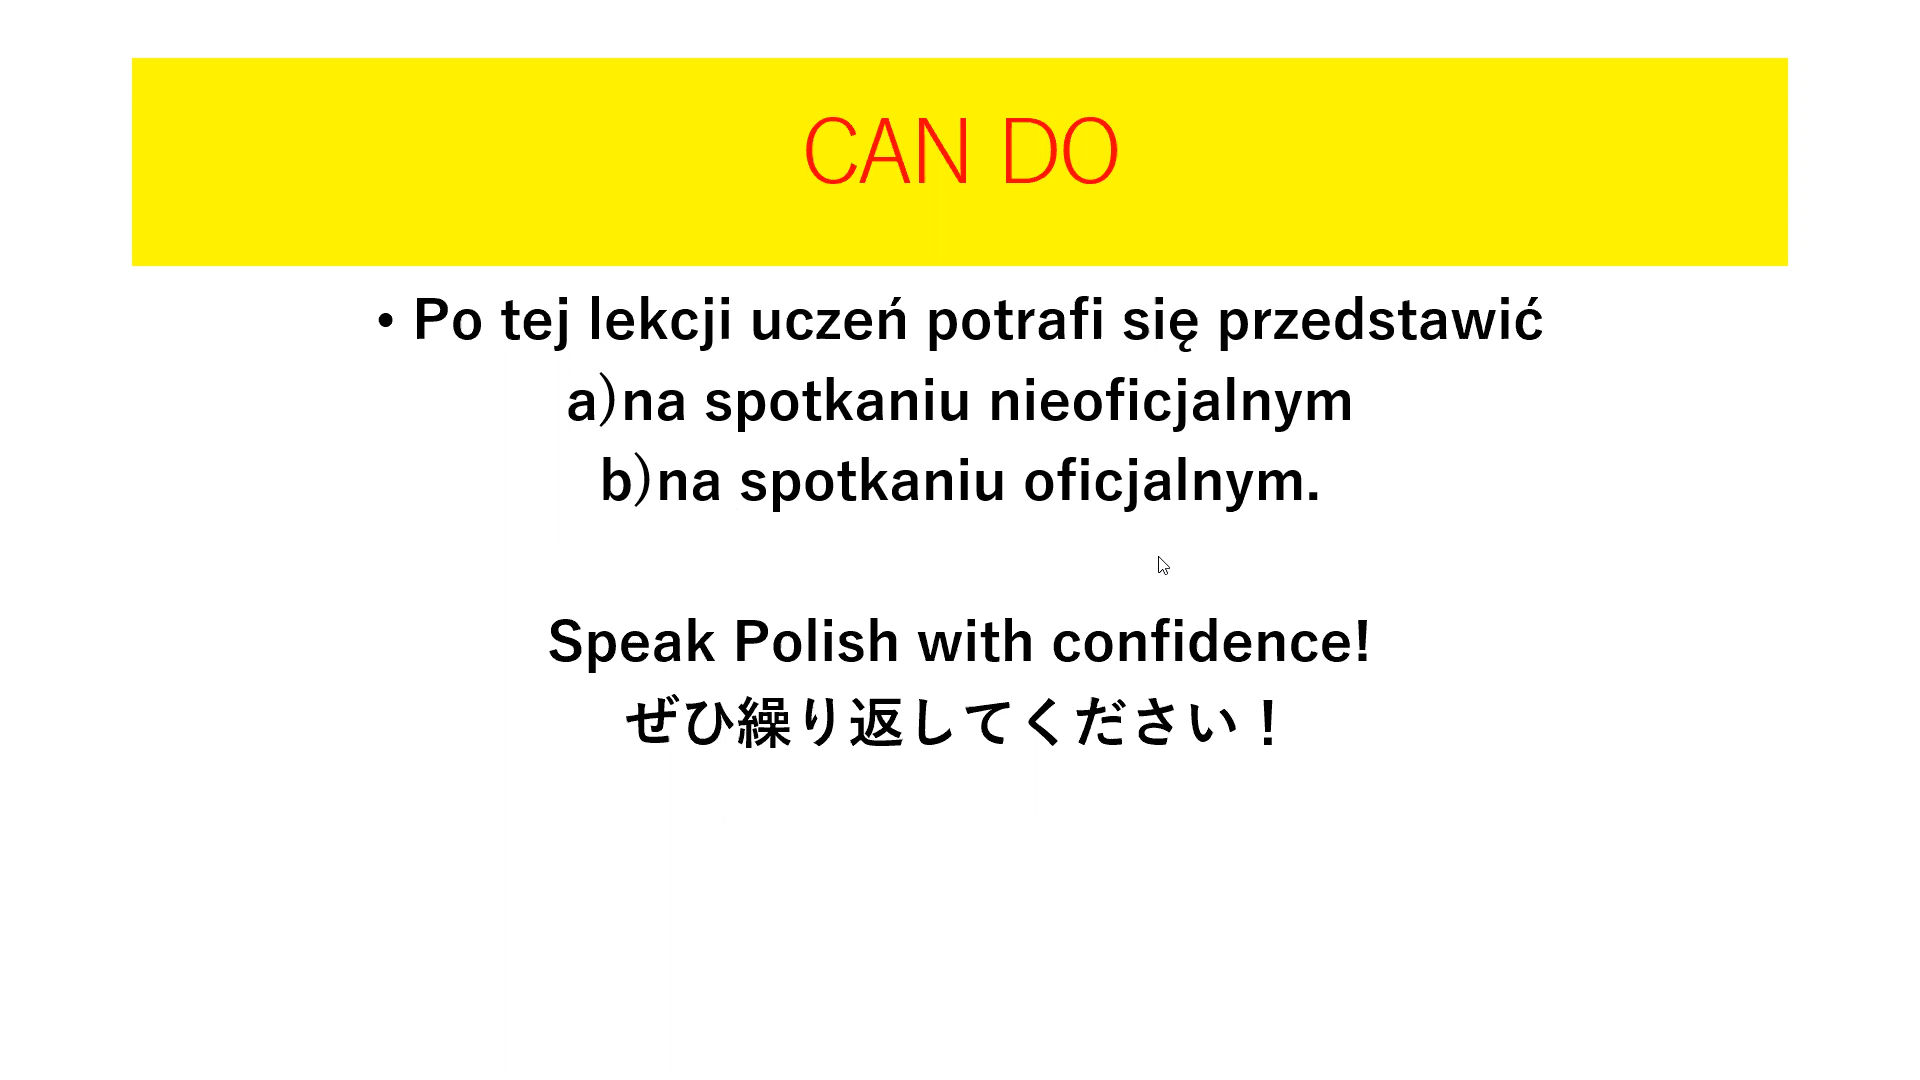 CAN DO
• Po tej lekcji uczeń potrafi się przedstawić
a)na spotkaniu nieoficjalnym
b)na spotkaniu oficjalnym.
Speak Polish with confidence!
ぜひ繰り返してください！